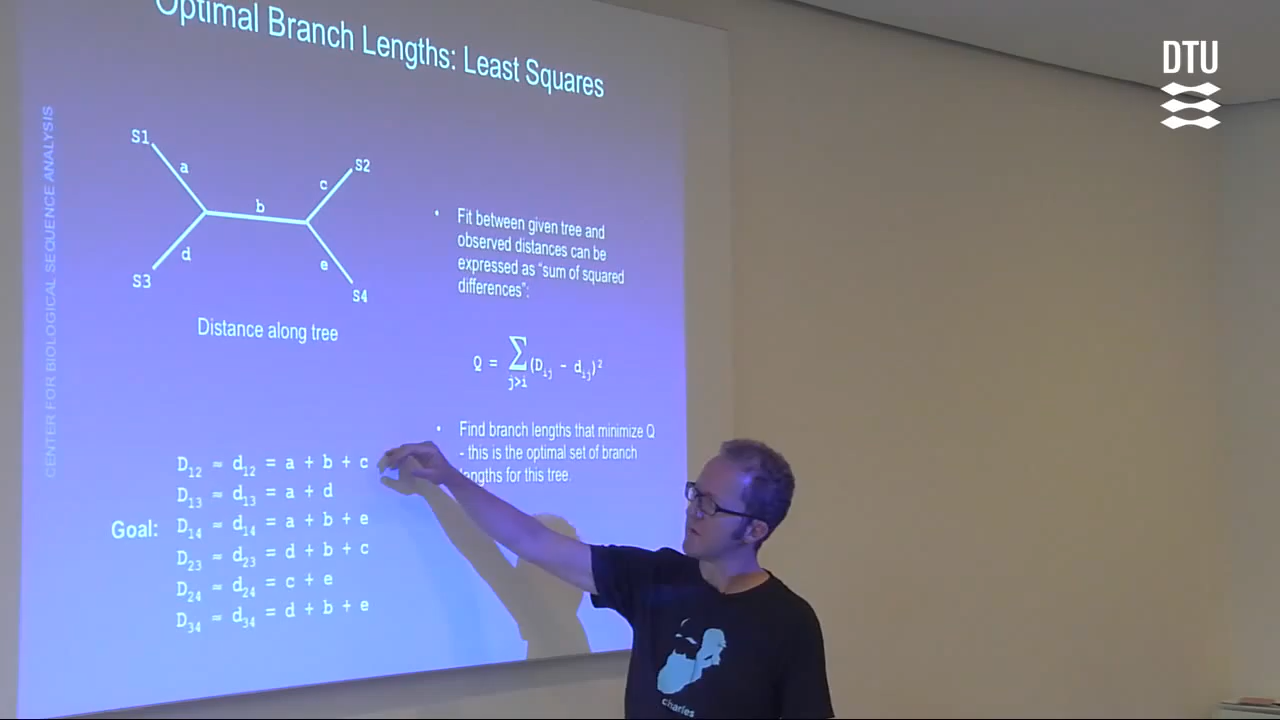 Optimal Branch Lengths: Least Squares
DTU
CENTER FOR BIOLOGICAL SEQUENCE ANALYSIS
S1
a
S2
c
b
d
e
S3
S4
Distance along tree
• Fit between given tree and
observed distances can be
expressed as “sum of squared
differences”:
Q = ∑ (Dij - dij)²
j>i
• Find branch lengths that minimize Q
- this is the optimal set of branch
lengths for this tree.
Goal:
D12 ≈ d12 = a + b + c
D13 ≈ d13 = a + d
D14 ≈ d14 = a + b + e
D23 ≈ d23 = d + b + c
D24 ≈ d24 = c + e
D34 ≈ d34 = d + b + e
charles